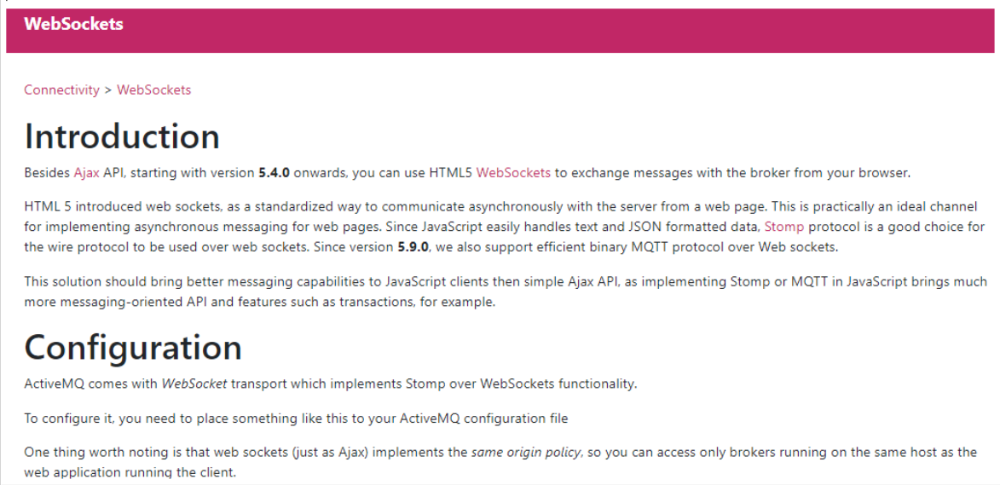 WebSockets
Connectivity > WebSockets
Introduction
Besides Ajax API, starting with version 5.4.0 onwards, you can use HTML5 WebSockets to exchange messages with the broker from your browser.
HTML 5 introduced web sockets, as a standardized way to communicate asynchronously with the server from a web page. This is practically an ideal channel
for implementing asynchronous messaging for web pages. Since JavaScript easily handles text and JSON formatted data, Stomp protocol is a good choice for
the wire protocol to be used over web sockets. Since version 5.9.0, we also support efficient binary MQTT protocol over Web sockets.
This solution should bring better messaging capabilities to JavaScript clients then simple Ajax API, as implementing Stomp or MQTT in JavaScript brings much
more messaging-oriented API and features such as transactions, for example.
Configuration
ActiveMQ comes with WebSocket transport which implements Stomp over WebSockets functionality.
To configure it, you need to place something like this to your ActiveMQ configuration file
One thing worth noting is that web sockets (just as Ajax) implements the same origin policy, so you can access only brokers running on the same host as the
web application running the client.